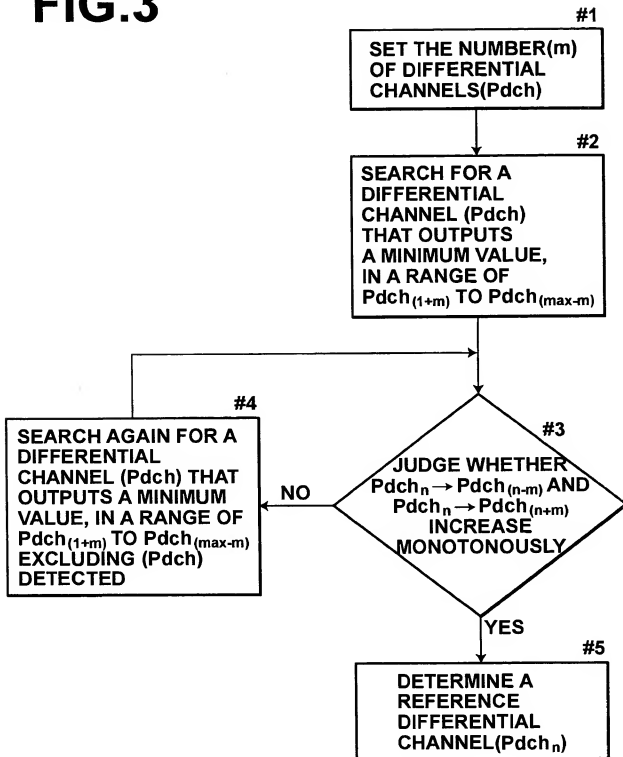 FIG.3
#1
SET THE NUMBER(m)
OF DIFFERENTIAL
CHANNELS(Pdch)
#2
SEARCH FOR A
DIFFERENTIAL
CHANNEL (Pdch)
THAT OUTPUTS
A MINIMUM VALUE,
IN A RANGE OF
Pdch(1+m) TO Pdch(max-m)
#3
JUDGE WHETHER
Pdchn → Pdch(n-m) AND
Pdchn → Pdch(n+m)
INCREASE
MONOTONOUSLY
NO
#4
SEARCH AGAIN FOR A
DIFFERENTIAL
CHANNEL (Pdch) THAT
OUTPUTS A MINIMUM
VALUE, IN A RANGE OF
Pdch(1+m) TO Pdch(max-m)
EXCLUDING (Pdch)
DETECTED
YES
#5
DETERMINE A
REFERENCE
DIFFERENTIAL
CHANNEL(Pdchn)